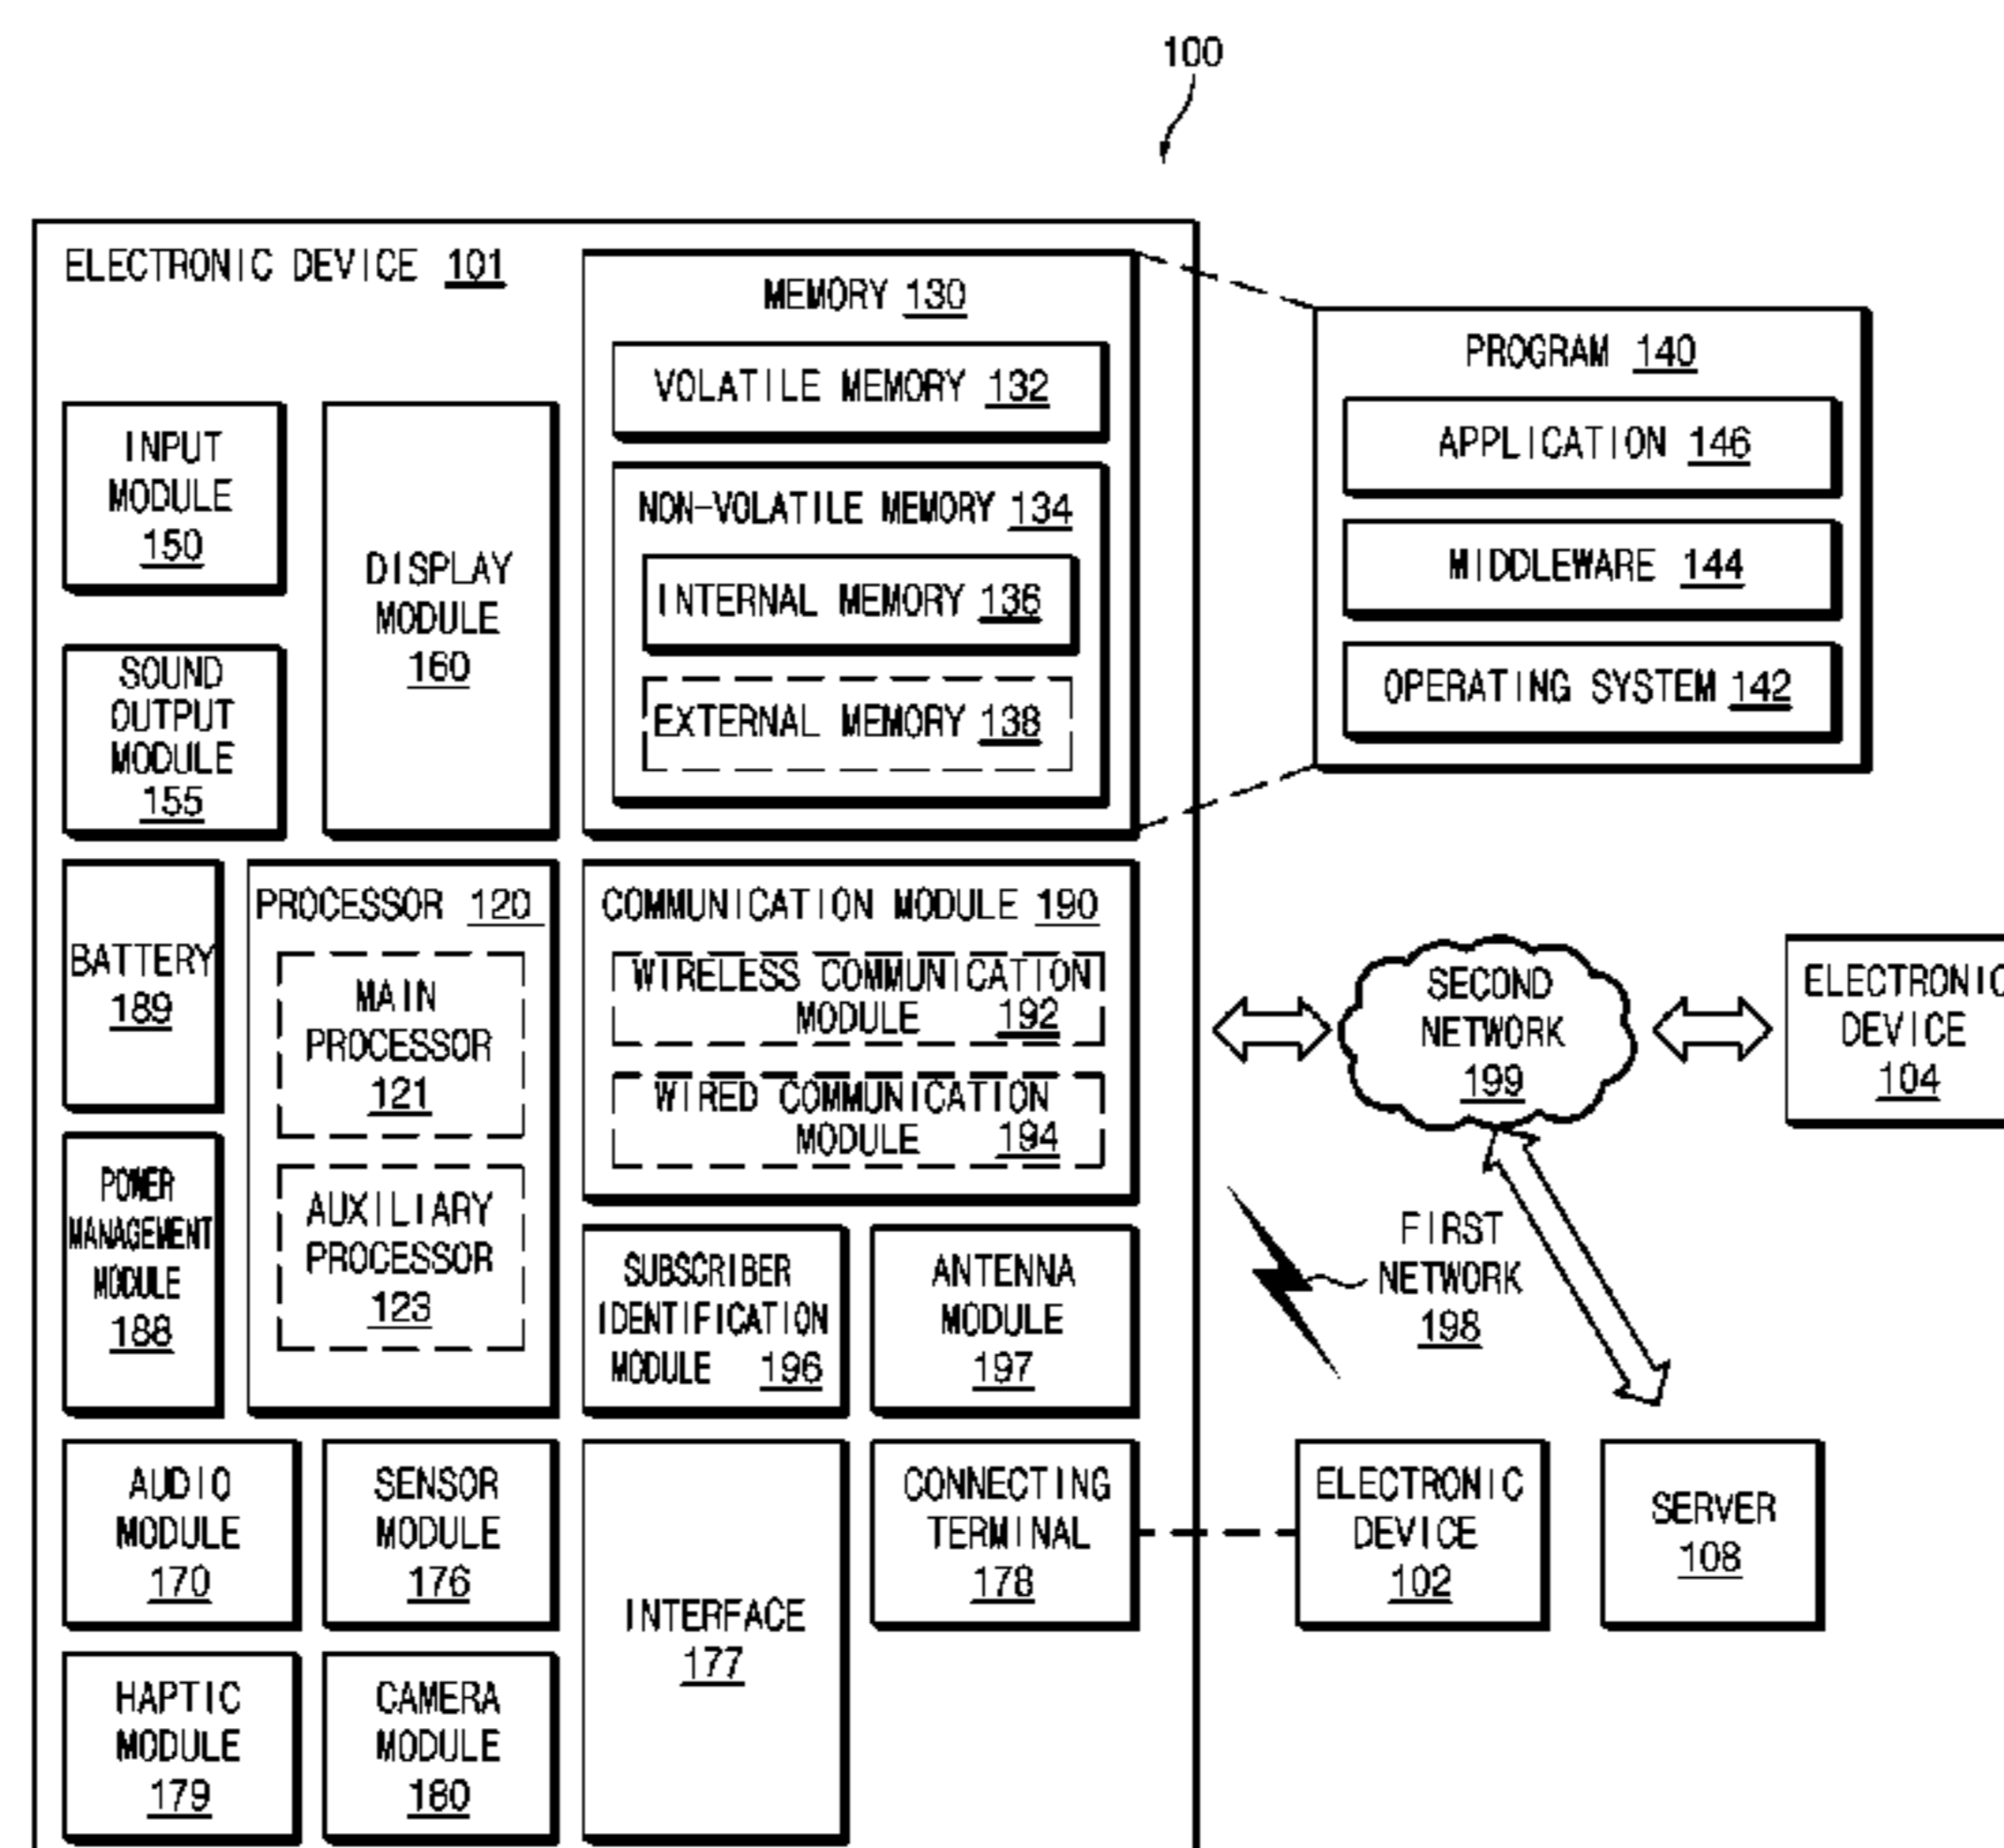 100
ELECTRONIC DEVICE 101
MEMORY 130
VOLATILE MEMORY 132
NON-VOLATILE MEMORY 134
INTERNAL MEMORY 136
EXTERNAL MEMORY 138
PROGRAM 140
APPLICATION 146
MIDDLEWARE 144
OPERATING SYSTEM 142
INPUT
MODULE
150
SOUND
OUTPUT
MODULE
155
DISPLAY
MODULE
160
BATTERY
189
POWER
MANAGEMENT
MODULE
188
PROCESSOR 120
MAIN
PROCESSOR
121
AUXILIARY
PROCESSOR
123
COMMUNICATION MODULE 190
WIRELESS COMMUNICATION
MODULE 192
WIRED COMMUNICATION
MODULE 194
SUBSCRIBER
IDENTIFICATION
MODULE 196
ANTENNA
MODULE
197
SECOND
NETWORK
199
ELECTRONIC
DEVICE
104
FIRST
NETWORK
198
AUDIO
MODULE
170
SENSOR
MODULE
176
INTERFACE
177
CONNECTING
TERMINAL
178
ELECTRONIC
DEVICE
102
SERVER
108
HAPTIC
MODULE
179
CAMERA
MODULE
180